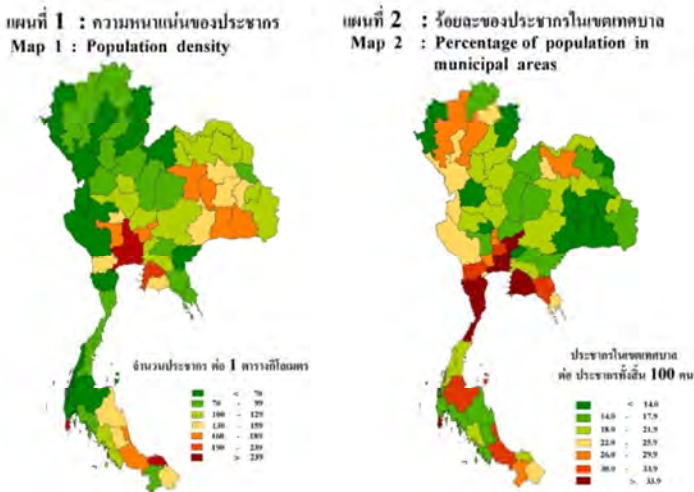 แผนที่ 1 : ความหนาแน่นของประชากร
Map 1 : Population density
แผนที่ 2 : ร้อยละของประชากรในเขตเทศบาล
Map 2 : Percentage of population in
municipal areas
จำนวนประชากร ต่อ 1 ตารางกิโลเมตร
< 70
70 - 99
100 - 129
130 - 159
160 - 189
190 - 239
> 239
ประชากรในเขตเทศบาล
ต่อ ประชากรทั้งสิ้น 100 คน
< 14.0
14.0 - 17.9
18.0 - 21.9
22.0 - 25.9
26.0 - 29.9
30.0 - 33.9
> 33.9